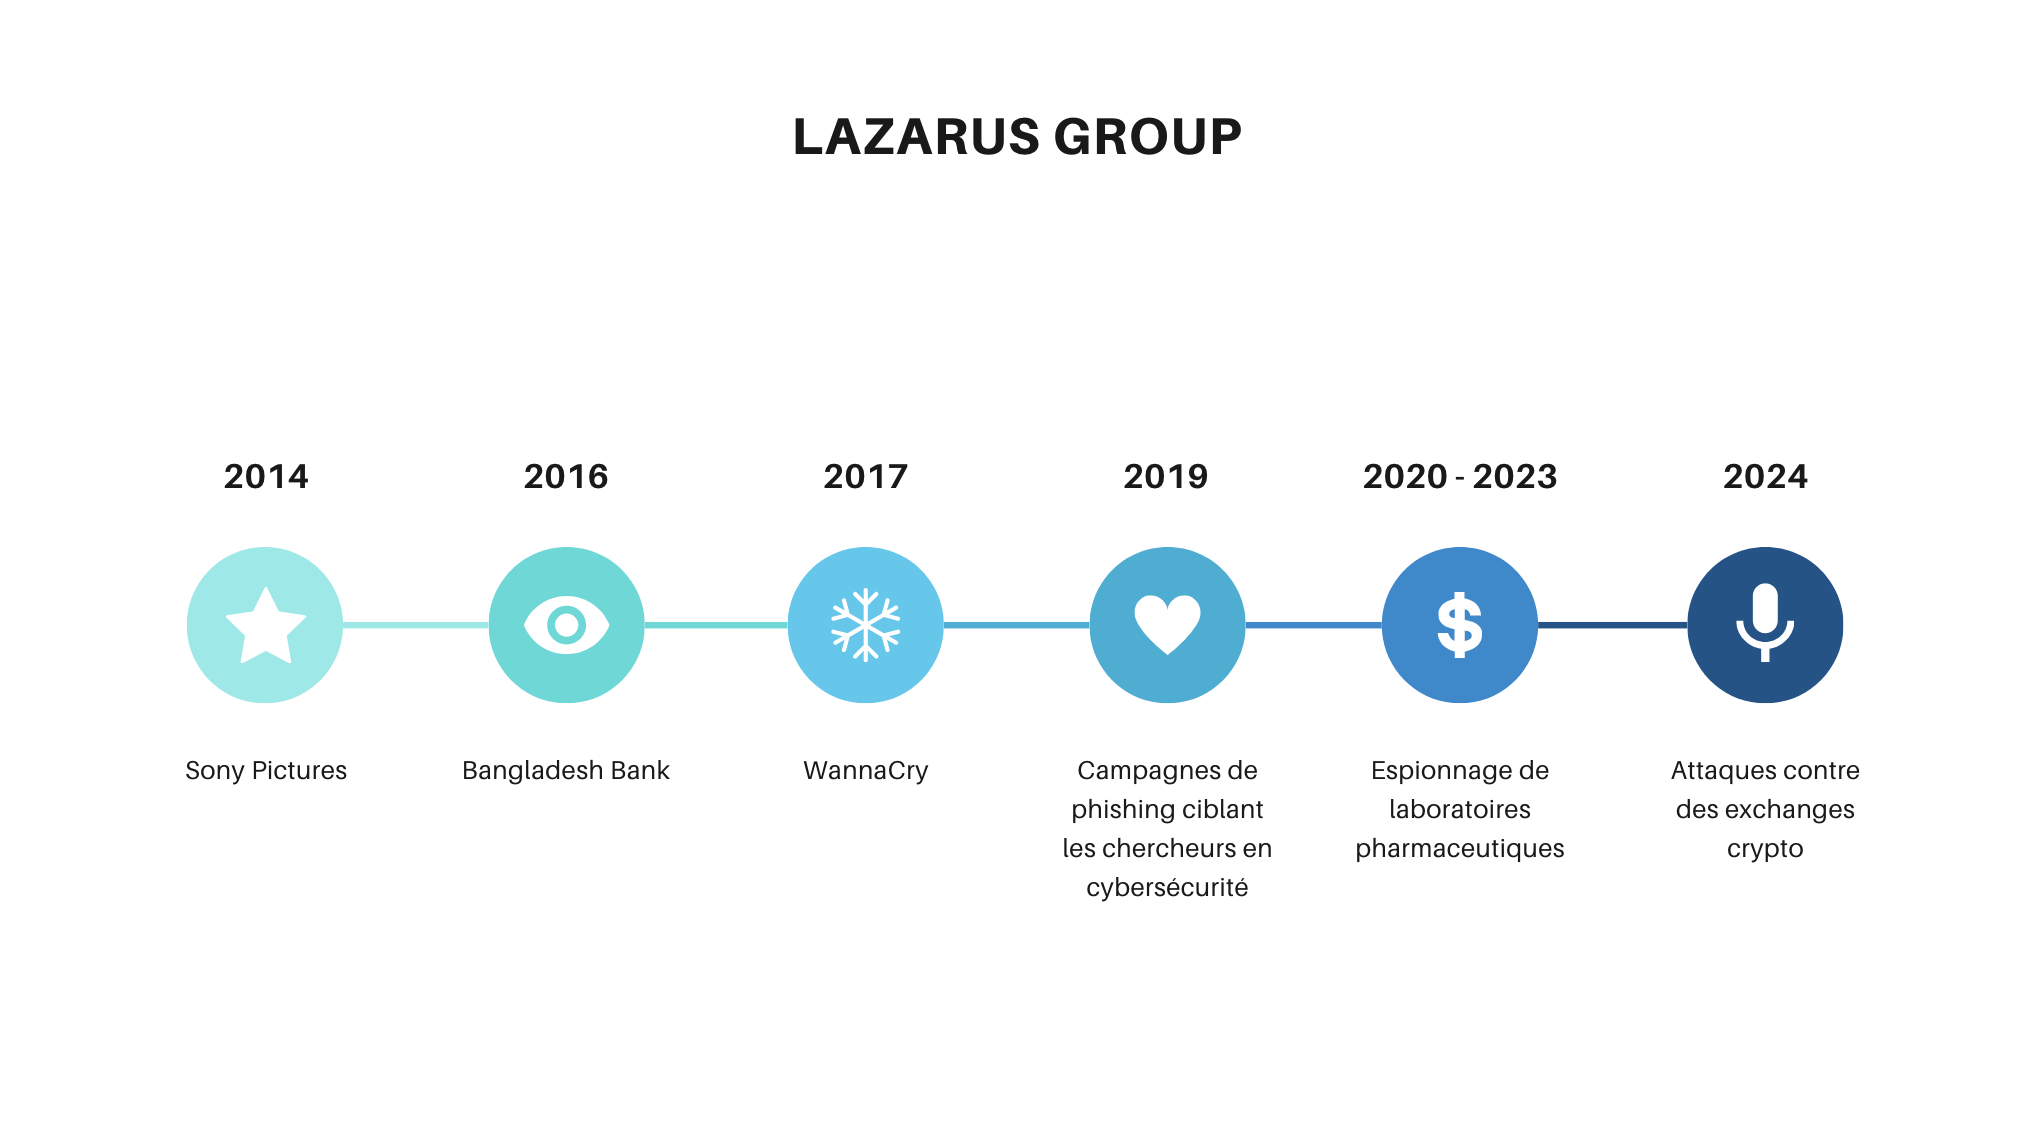 LAZARUS GROUP
2014
2016
2017
2019
2020 - 2023
2024
$
Sony Pictures
Bangladesh Bank
WannaCry
Campagnes de
phishing ciblant
les chercheurs en
cybersécurité
Espionnage de
laboratoires
pharmaceutiques
Attaques contre
des exchanges
crypto